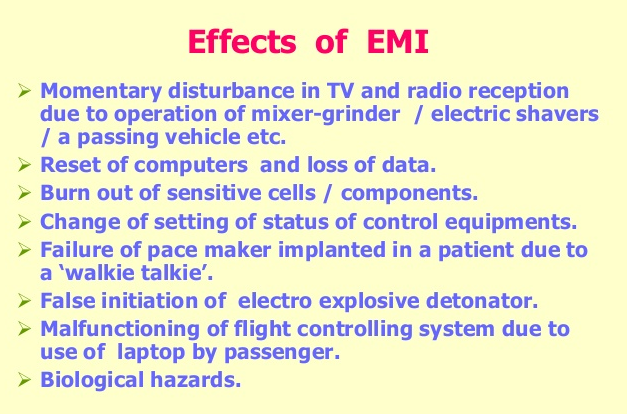 Effects of EMI
Momentary disturbance in TV and radio reception
due to operation of mixer-grinder / electric shavers
/ a passing vehicle etc.
Reset of computers and loss of data.
Burn out of sensitive cells / components.
Change of setting of status of control equipments.
Failure of pace maker implanted in a patient due to
a ‘walkie talkie’.
False initiation of electro explosive detonator.
Malfunctioning of flight controlling system due to
use of laptop by passenger.
Biological hazards.